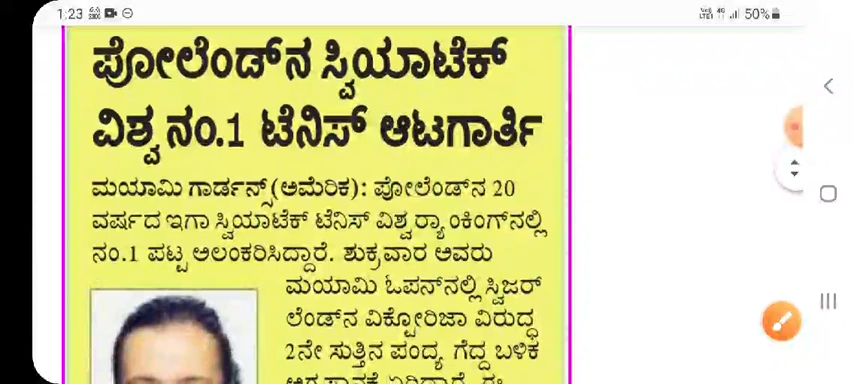 1:23
50%
ಪೋಲೆಂಡ್‌ನ ಸ್ವಿಯಾಟೆಕ್
ವಿಶ್ವ ನಂ.1 ಟೆನಿಸ್ ಆಟಗಾರ್ತಿ
ಮಯಾಮಿ ಗಾರ್ಡನ್ಸ್(ಅಮೆರಿಕ): ಪೋಲೆಂಡ್‌ನ 20
ವರ್ಷದ ಇಗಾ ಸ್ವಿಯಾಟೆಕ್ ಟೆನಿಸ್ ವಿಶ್ವ ರ‍್ಯಾಂಕಿಂಗ್‌ನಲ್ಲಿ
ನಂ.1 ಪಟ್ಟ ಅಲಂಕರಿಸಿದ್ದಾರೆ. ಶುಕ್ರವಾರ ಅವರು
ಮಯಾಮಿ ಓಪನ್‌ನಲ್ಲಿ ಸ್ವಿಜರ್
ಲೆಂಡ್‌ನ ವಿಕ್ಟೋರಿಜಾ ವಿರುದ್ಧ
2ನೇ ಸುತ್ತಿನ ಪಂದ್ಯ ಗೆದ್ದ ಬಳಿಕ